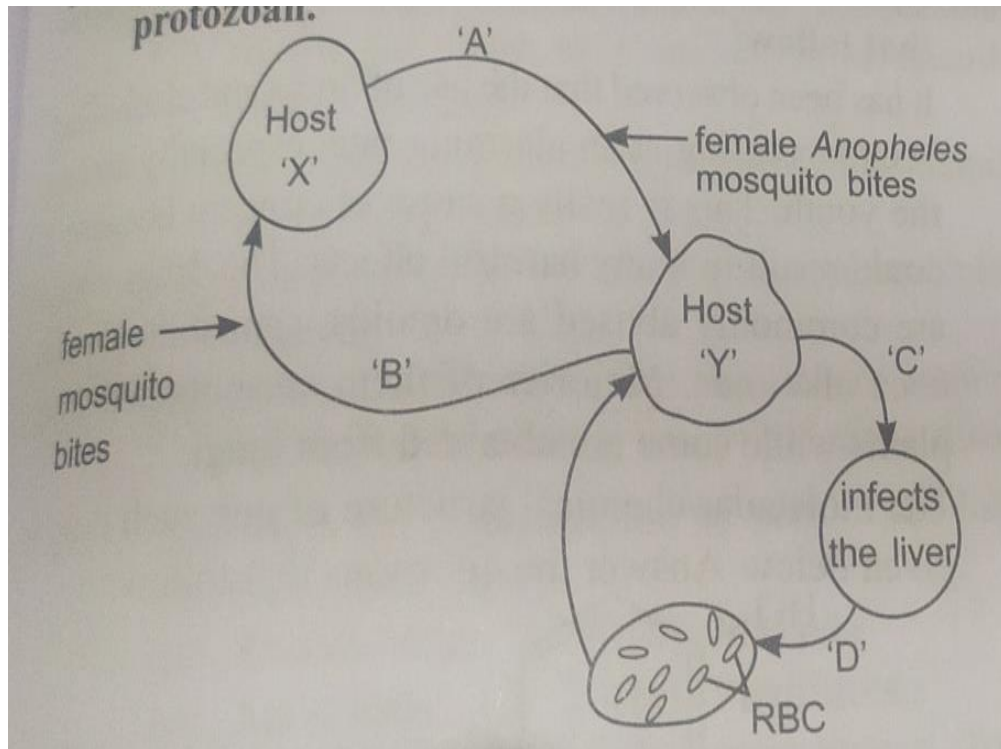 protozoan.
'A'
Host
'X'
female Anopheles
mosquito bites
Host
'Y'
female
mosquito
bites
'B'
'C'
infects
the liver
'D'
RBC